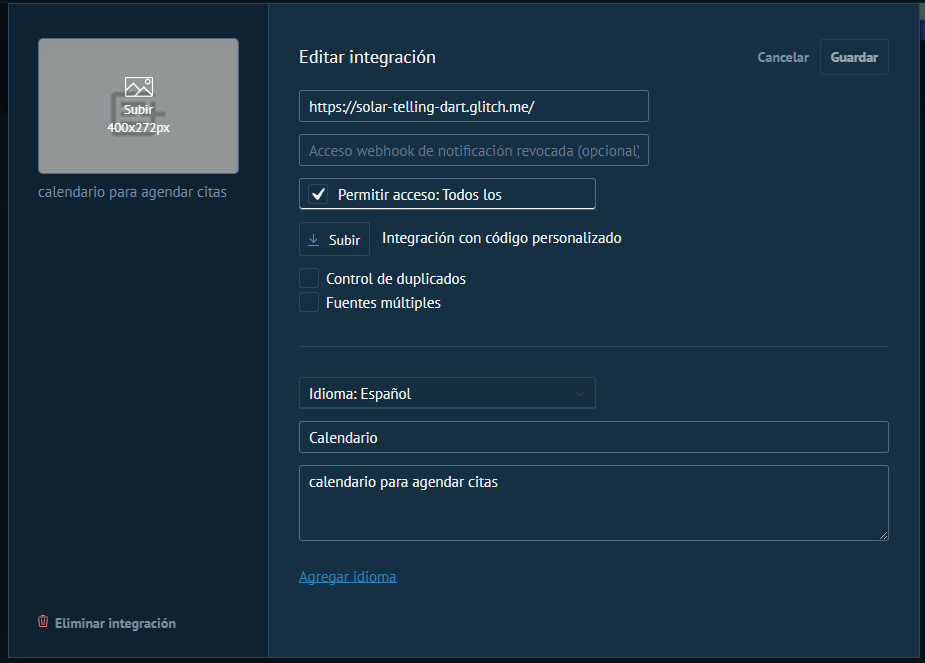 Subir
400x272px
calendario para agendar citas
Eliminar integración
Editar integración
Cancelar
Guardar
https://solar-telling-dart.glitch.me/
Acceso webhook de notificación revocada (opcional)
Permitir acceso: Todos los
Subir
Integración con código personalizado
Control de duplicados
Fuentes múltiples
Idioma: Español
Calendario
calendario para agendar citas
Agregar idioma